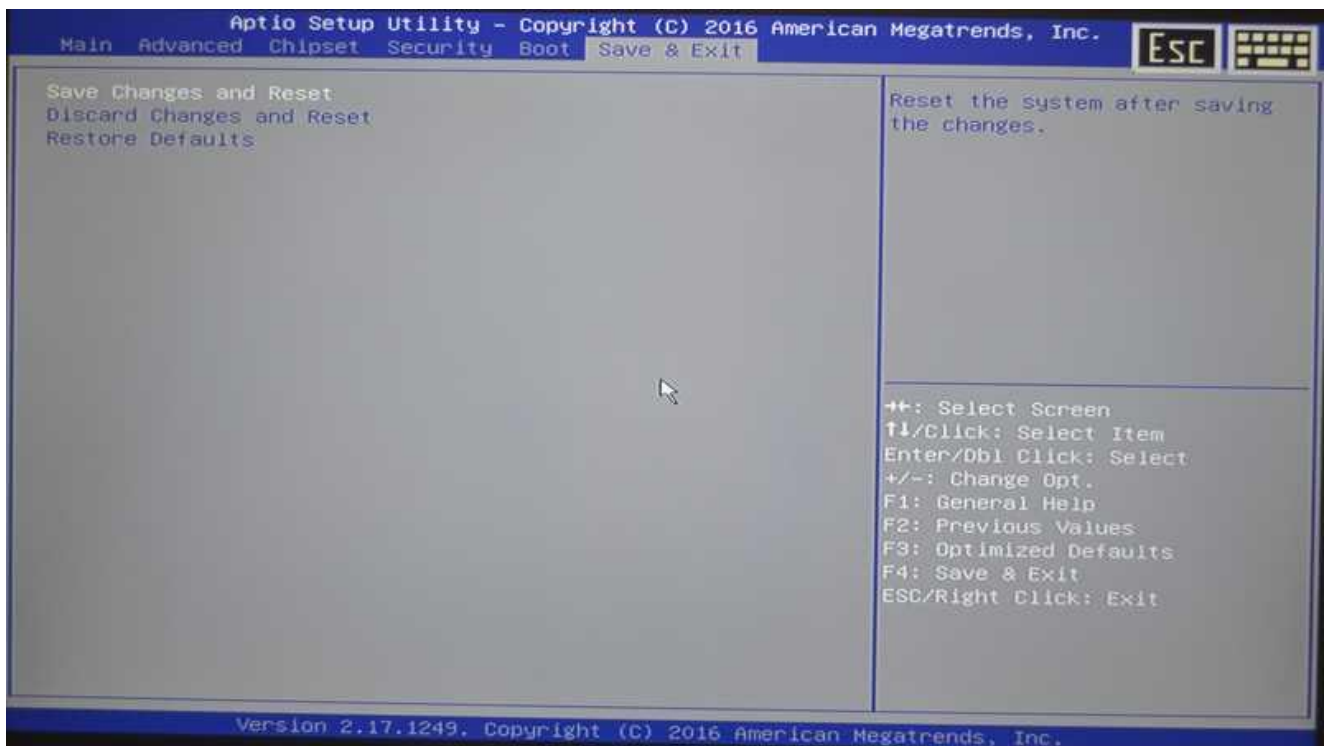 Aptio Setup Utility - Copyright (C) 2016 American Megatrends, Inc.
Main Advanced Chipset Security Boot Save & Exit
Esc
Save Changes and Reset
Discard Changes and Reset
Restore Defaults
Reset the system after saving
the changes.
→←: Select Screen
↑↓/Click: Select Item
Enter/Dbl Click: Select
+/-: Change Opt.
F1: General Help
F2: Previous Values
F3: Optimized Defaults
F4: Save & Exit
ESC/Right Click: Exit
Version 2.17.1249. Copyright (C) 2016 American Megatrends, Inc.